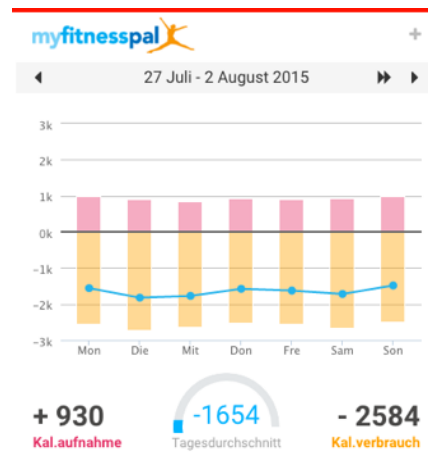 myfitnesspal
27 Juli - 2 August 2015
3k
2k
1k
0k
-1k
-2k
-3k
Mon Die Mit Don Fre Sam Son
+ 930 -1654 - 2584
Kal.aufnahme Tagesdurchschnitt Kal.verbrauch